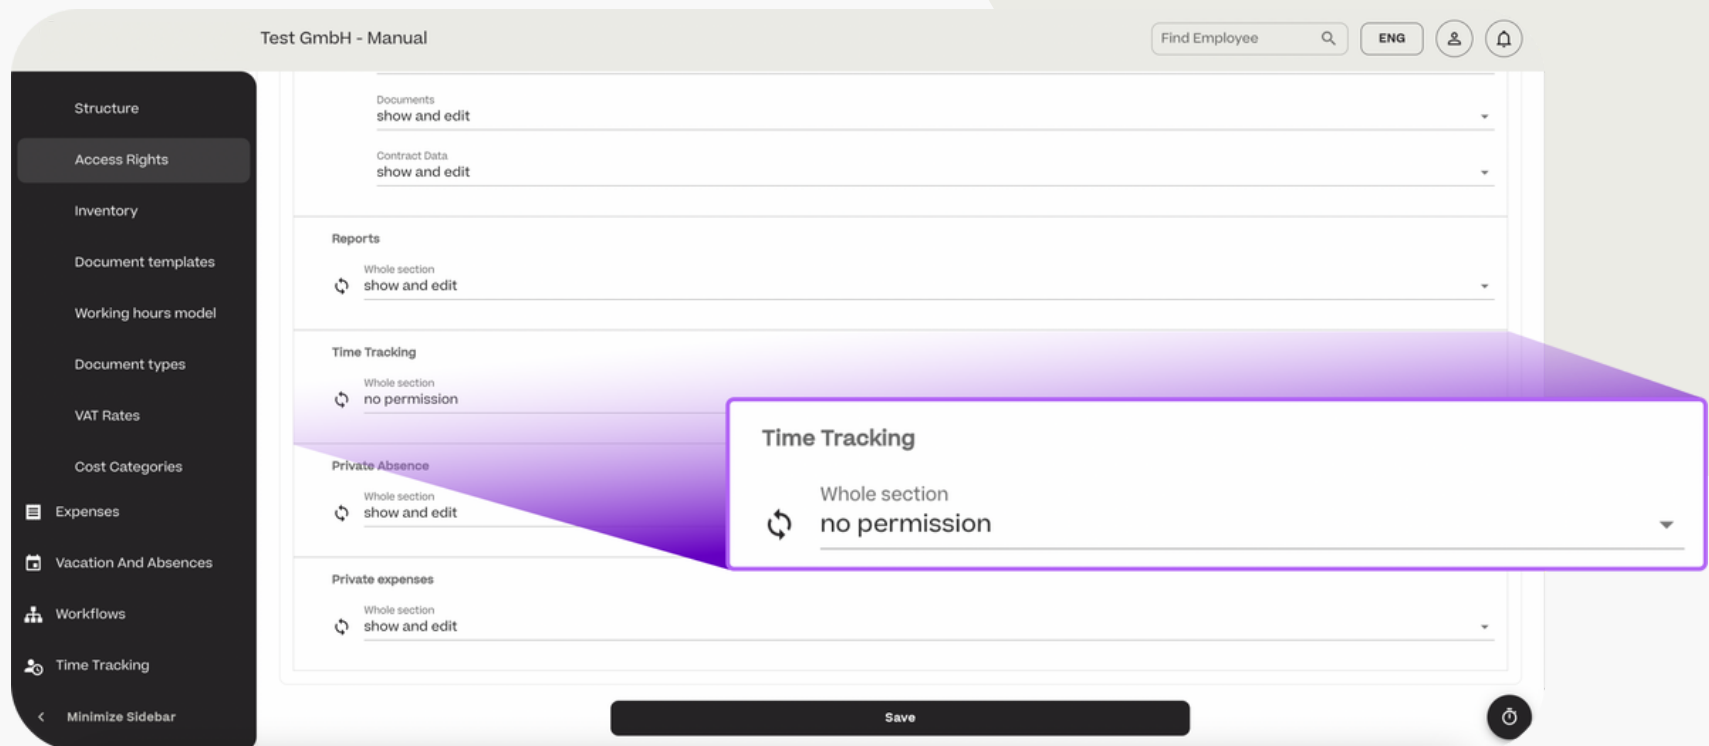 Test GmbH - Manual
Find Employee
ENG
Structure
Access Rights
Inventory
Document templates
Working hours model
Document types
VAT Rates
Cost Categories
Expenses
Vacation And Absences
Workflows
Time Tracking
Minimize Sidebar
Documents
show and edit
Contract Data
show and edit
Reports
Whole section
show and edit
Time Tracking
Whole section
no permission
Private Absence
Whole section
show and edit
Private expenses
Whole section
show and edit
Time Tracking
Whole section
no permission
Save